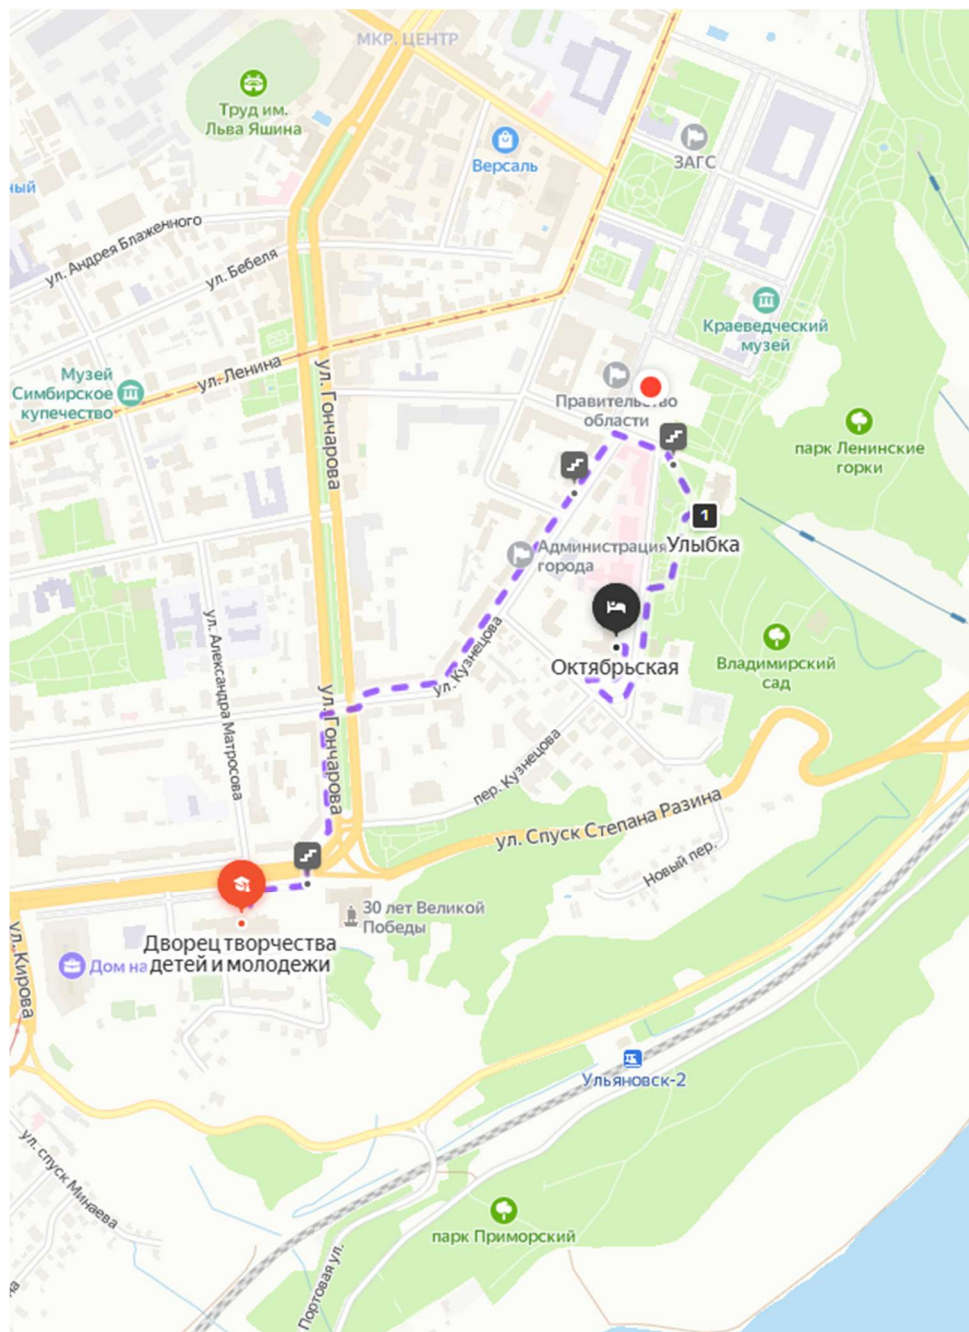 МКР. ЦЕНТР
Труд им.
Льва Яшина
Версаль
ЗАГС
ный
ул. Андрея Блаженного
ул. Бебеля
Краеведческий
музей
ул. Ленина
Музей
Симбирское
купечество
ул. Гончарова
Правительство
области
парк Ленинские
горки
1
Улыбка
Администрация
города
ул. Александра Матросова
ул. Кузнецова
Октябрьская
Владимирский
сад
ул. Гончарова
пер. Кузнецова
ул. Спуск Степана Разина
Новый пер.
30 лет Великой
Победы
Дворец творчества
детей и молодежи
Дом на
ул. Кирова
Ульяновск-2
ул. спуск Минаева
парк Приморский
Портовая ул.